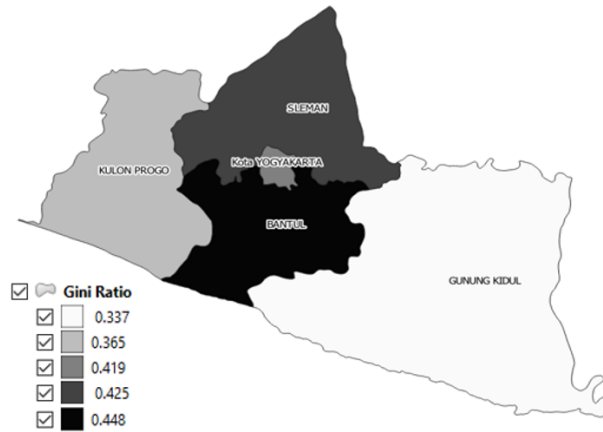 SLEMAN
Kota YOGYAKARTA
KULON PROGO
BANTUL
GUNUNG KIDUL
Gini Ratio
0.337
0.365
0.419
0.425
0.448